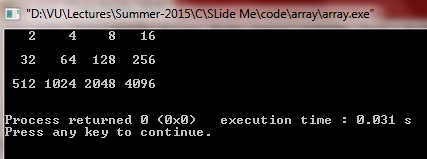 "D:\VU\Lectures\Summer-2015\C\SLide Me\code\array\array.exe"
2 4 8 16
32 64 128 256
512 1024 2048 4096
Process returned 0 (0x0) execution time : 0.031 s
Press any key to continue.